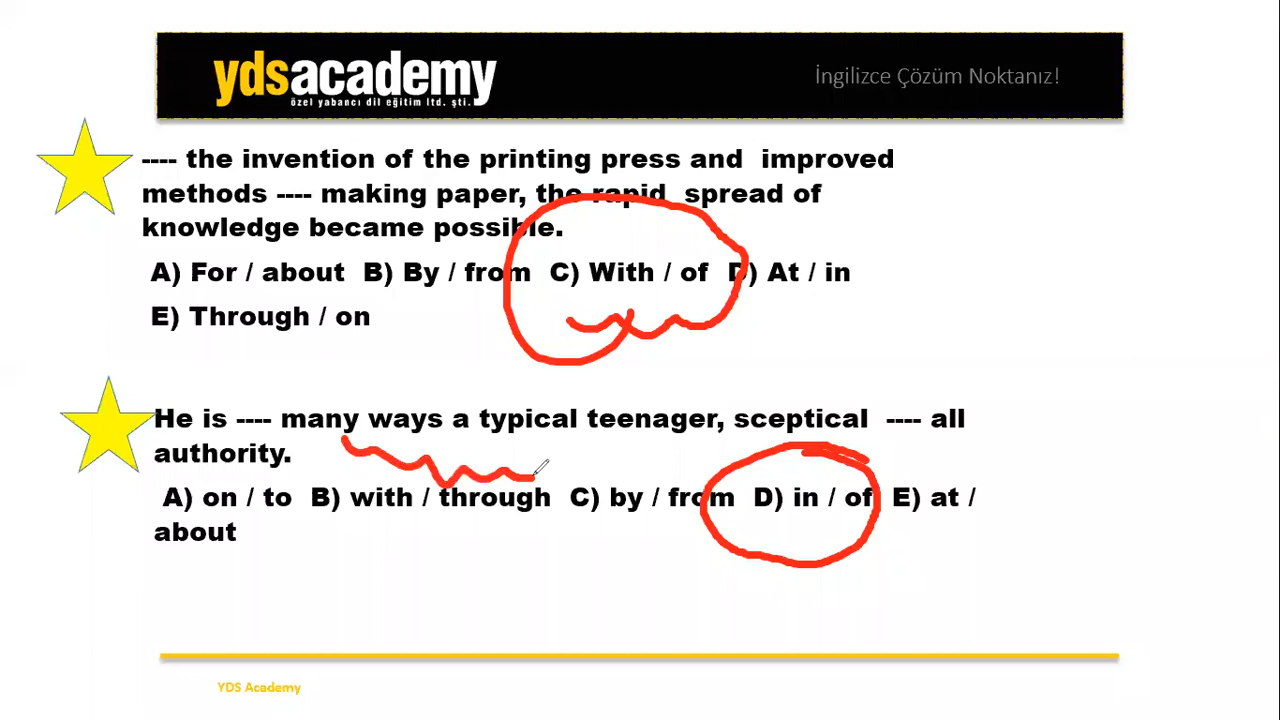 ydsacademy
özel yabancı dil eğitim ltd. şti.
İngilizce Çözüm Noktanız!
---- the invention of the printing press and improved
methods ---- making paper, the rapid spread of
knowledge became possible.
A) For / about B) By / from C) With / of D) At / in
E) Through / on
He is ---- many ways a typical teenager, sceptical ---- all
authority.
A) on / to B) with / through C) by / from D) in / of E) at /
about
YDS Academy